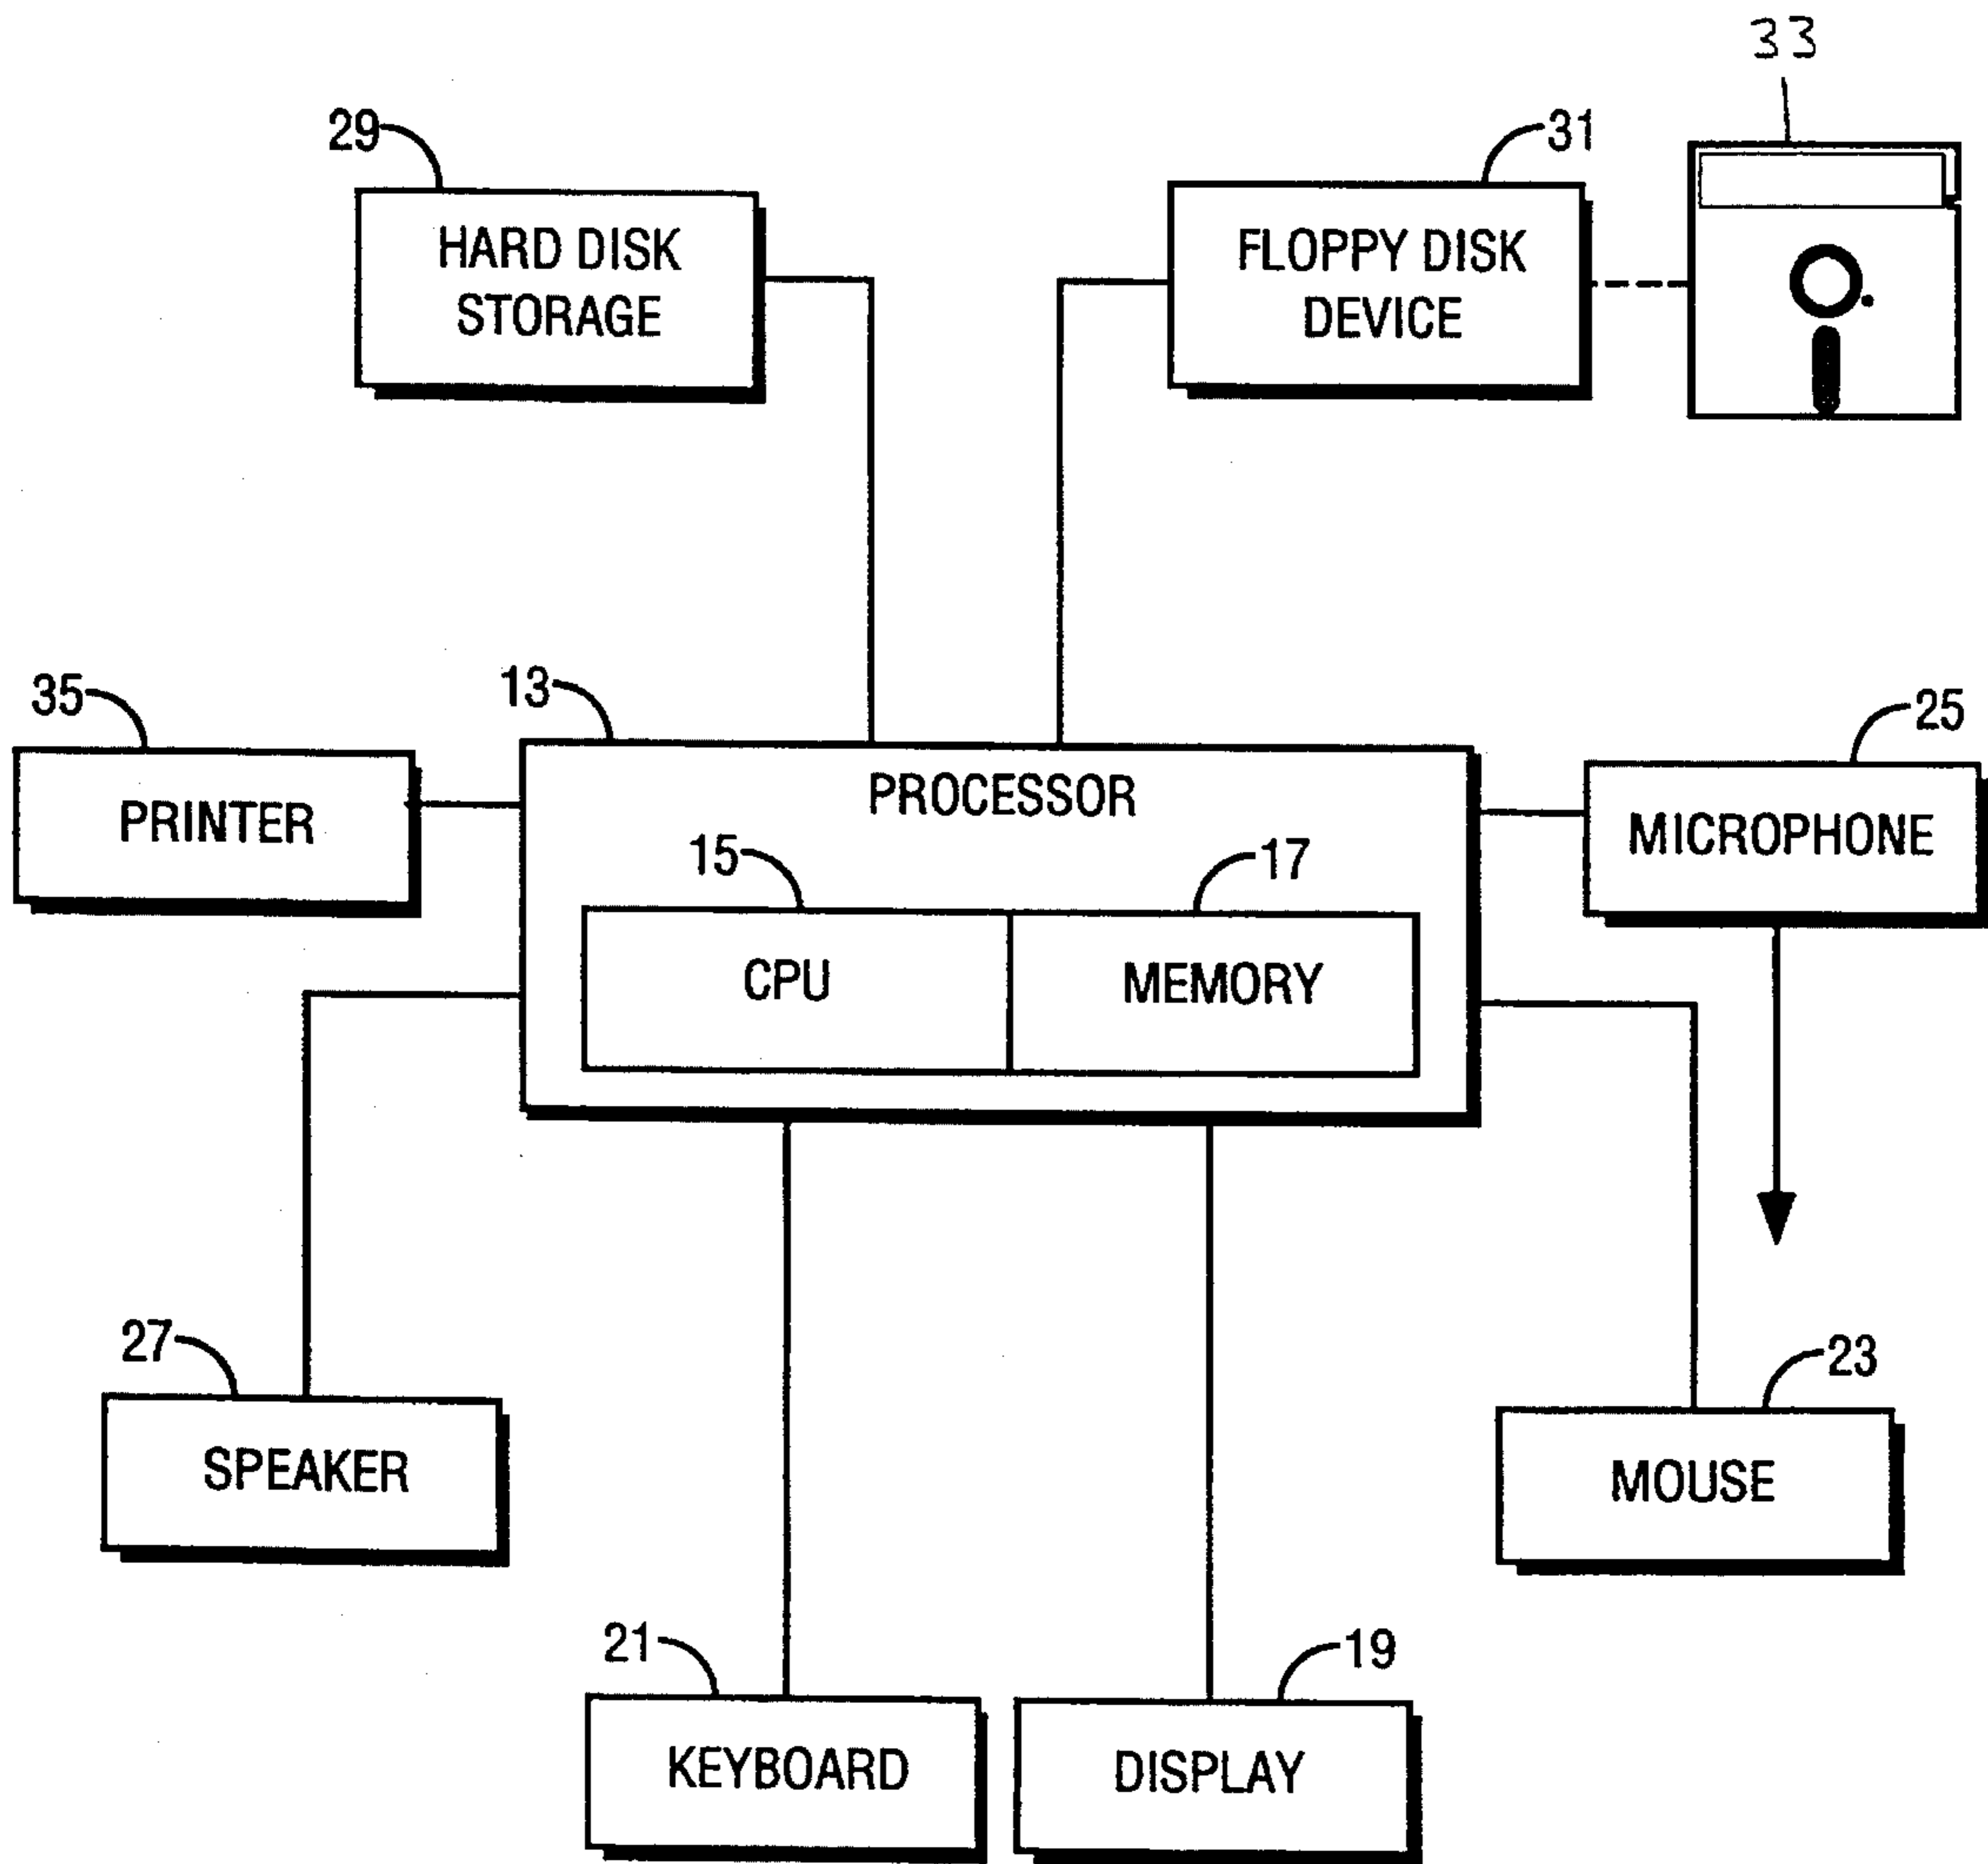 33
29
31
HARD DISK
STORAGE
FLOPPY DISK
DEVICE
35
13
25
PRINTER
PROCESSOR
MICROPHONE
15
17
CPU
MEMORY
27
23
SPEAKER
MOUSE
21
19
KEYBOARD
DISPLAY